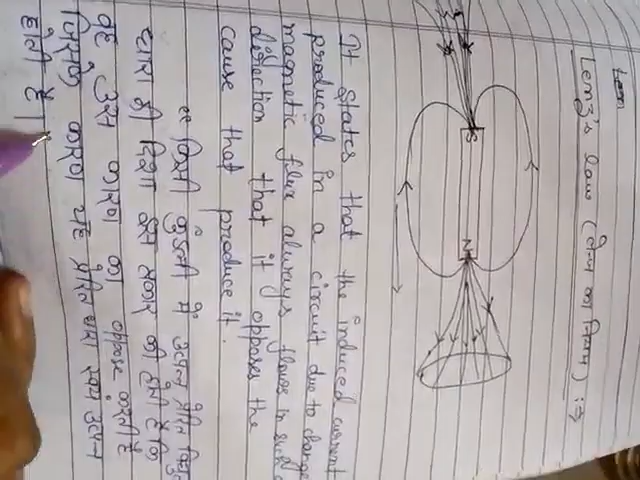 Lem
Lenz's law (लेन्ज का नियम) :⇒
S
N
It states that the induced current
produced in a circuit due to change
magnetic flux always flows in such
direction that it opposes the
cause that produce it.
किसी कुंडली में उत्पन्न प्रेरित
धारा की दिशा इस प्रकार की होती है कि
वह उस कारण का oppose करती है
जिसके कारण यह प्रेरित धारा स्वयं उत्पन्न
होती है।